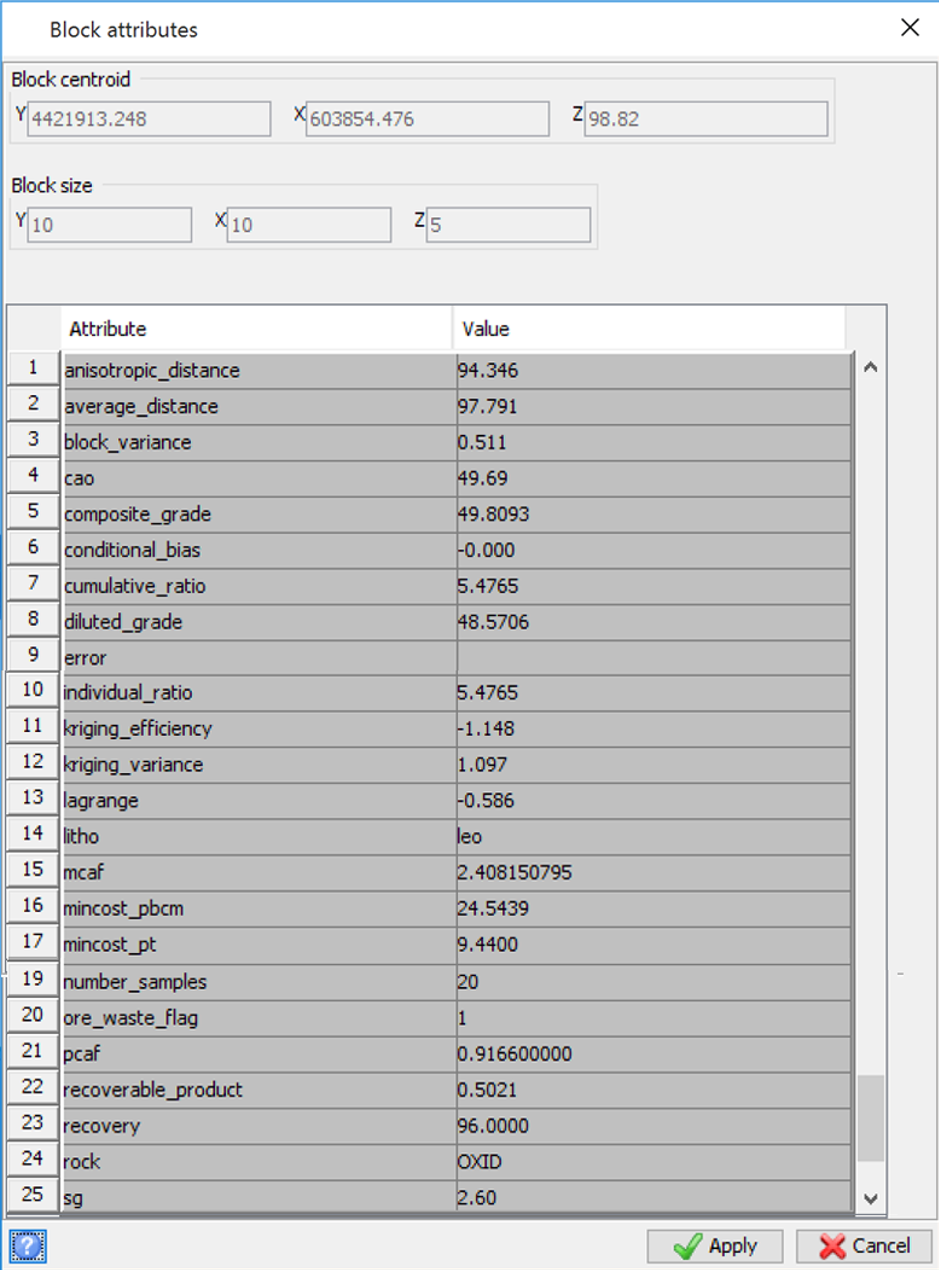 Block attributes
Block centroid
Y 4421913.248 X 603854.476 Z 98.82
Block size
Y 10 X 10 Z 5
Attribute Value
1 anisotropic_distance 94.346
2 average_distance 97.791
3 block_variance 0.511
4 cao 49.69
5 composite_grade 49.8093
6 conditional_bias -0.000
7 cumulative_ratio 5.4765
8 diluted_grade 48.5706
9 error
10 individual_ratio 5.4765
11 kriging_efficiency -1.148
12 kriging_variance 1.097
13 lagrange -0.586
14 litho leo
15 mcaf 2.408150795
16 mincost_pbcm 24.5439
17 mincost_pt 9.4400
19 number_samples 20
20 ore_waste_flag 1
21 pcaf 0.916600000
22 recoverable_product 0.5021
23 recovery 96.0000
24 rock OXID
25 sg 2.60
? Apply Cancel